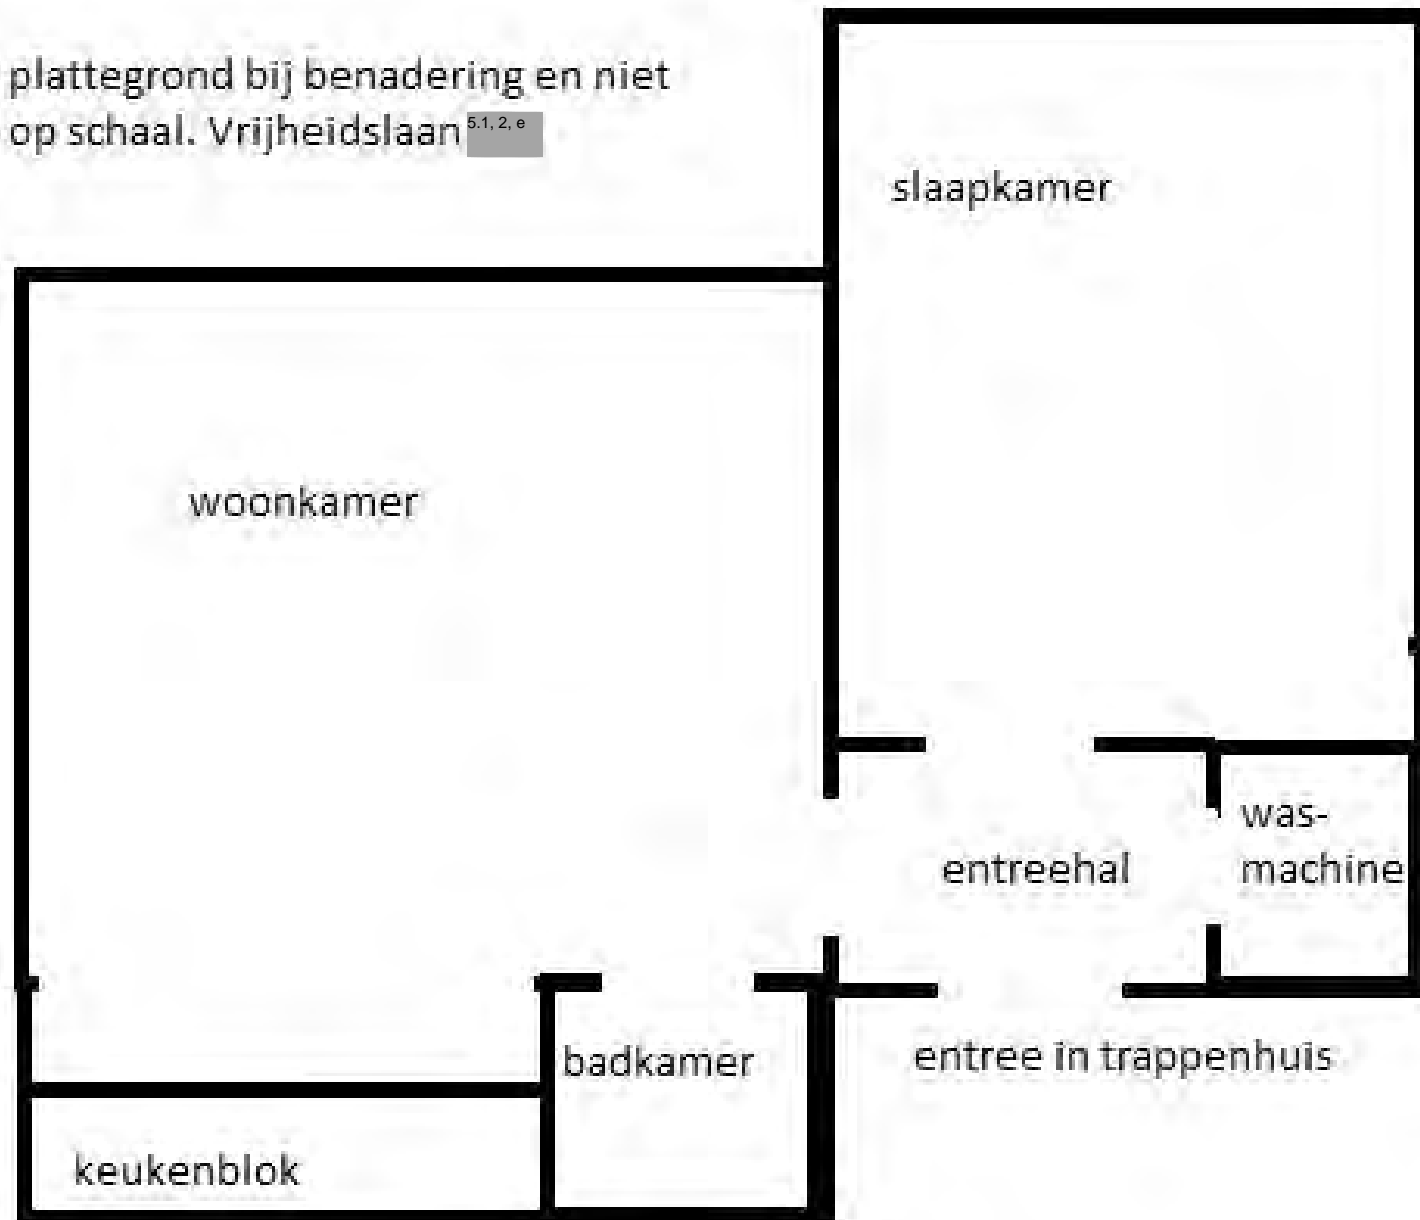 plattegrond bij benadering en niet
op schaal. Vrijheidslaan 5.1, 2, e
slaapkamer
woonkamer
was-
machine
entreehal
badkamer
entree in trappenhuis
keukenblok